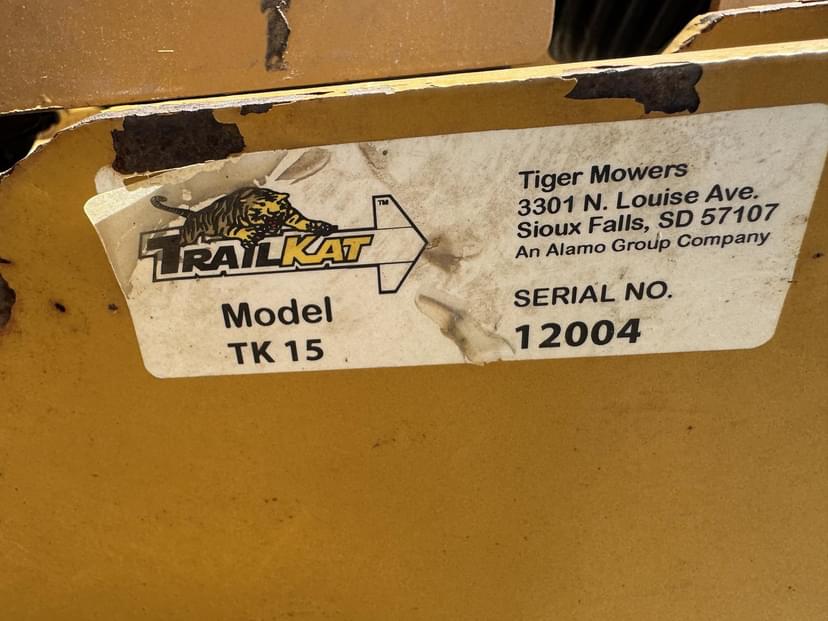 TRAILKAT
TM
Model
TK 15
Tiger Mowers
3301 N. Louise Ave.
Sioux Falls, SD 57107
An Alamo Group Company
SERIAL NO.
12004